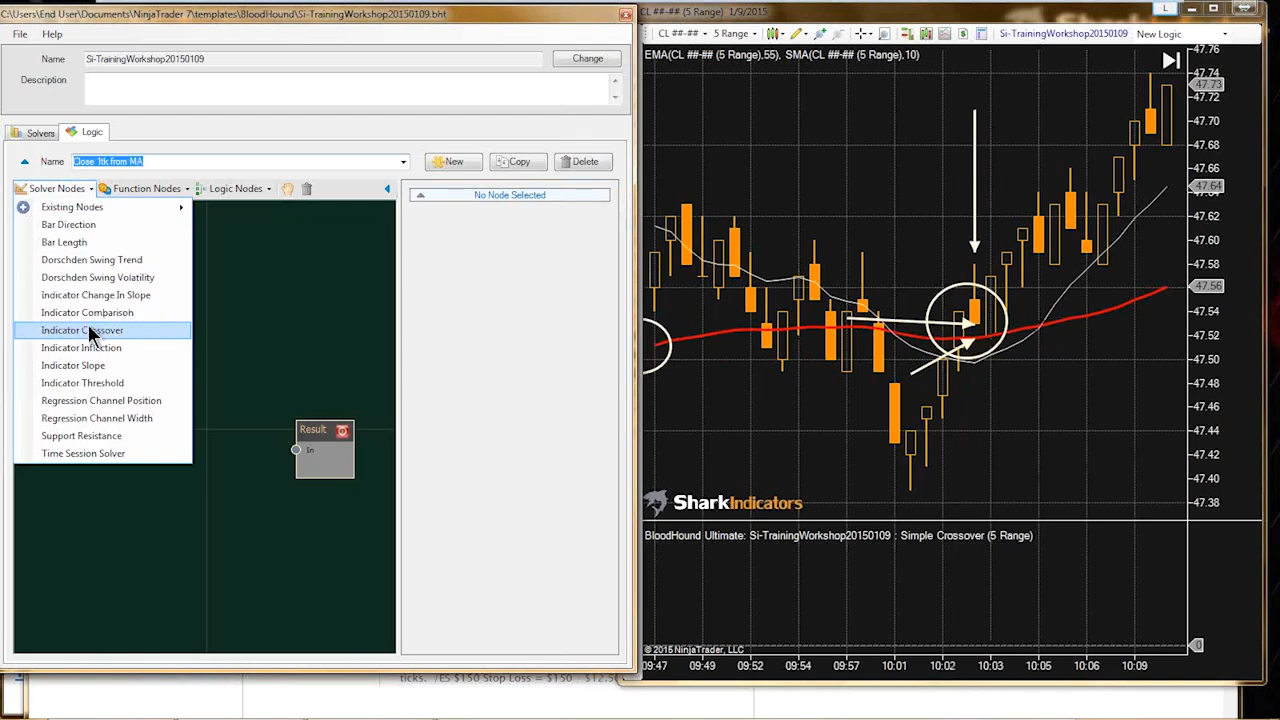 C:\Users\End User\Documents\NinjaTrader 7\templates\BloodHound\Si-TrainingWorkshop20150109.bht
File Help
Name Si-TrainingWorkshop20150109 Change
Description
Solvers Logic
Name Close 1tk from MA New Copy Delete
Solver Nodes Function Nodes Logic Nodes
No Node Selected
Existing Nodes
Bar Direction
Bar Length
Dorschden Swing Trend
Dorschden Swing Volatility
Indicator Change In Slope
Indicator Comparison
Indicator Crossover
Indicator Inflection
Indicator Slope
Indicator Threshold
Regression Channel Position
Regression Channel Width
Support Resistance
Time Session Solver
Result
In
CL ##-## (5 Range) 1/9/2015
L
CL ##-## 5 Range Si-TrainingWorkshop20150109 New Logic
EMA(CL ##-## (5 Range),55), SMA(CL ##-## (5 Range),10)
47.76
47.74
47.73
47.72
47.70
47.68
47.66
47.64
47.62
47.60
47.58
47.56
47.54
47.52
47.50
47.48
47.46
47.44
47.42
47.40
47.38
SharkIndicators
BloodHound Ultimate: Si-TrainingWorkshop20150109 : Simple Crossover (5 Range)
0
© 2015 NinjaTrader, LLC
09:47 09:52 09:54 09:57 10:01 10:02 10:03 10:05 10:06 10:09
ticks. /ES $150 Stop Loss = $150 * $12.5